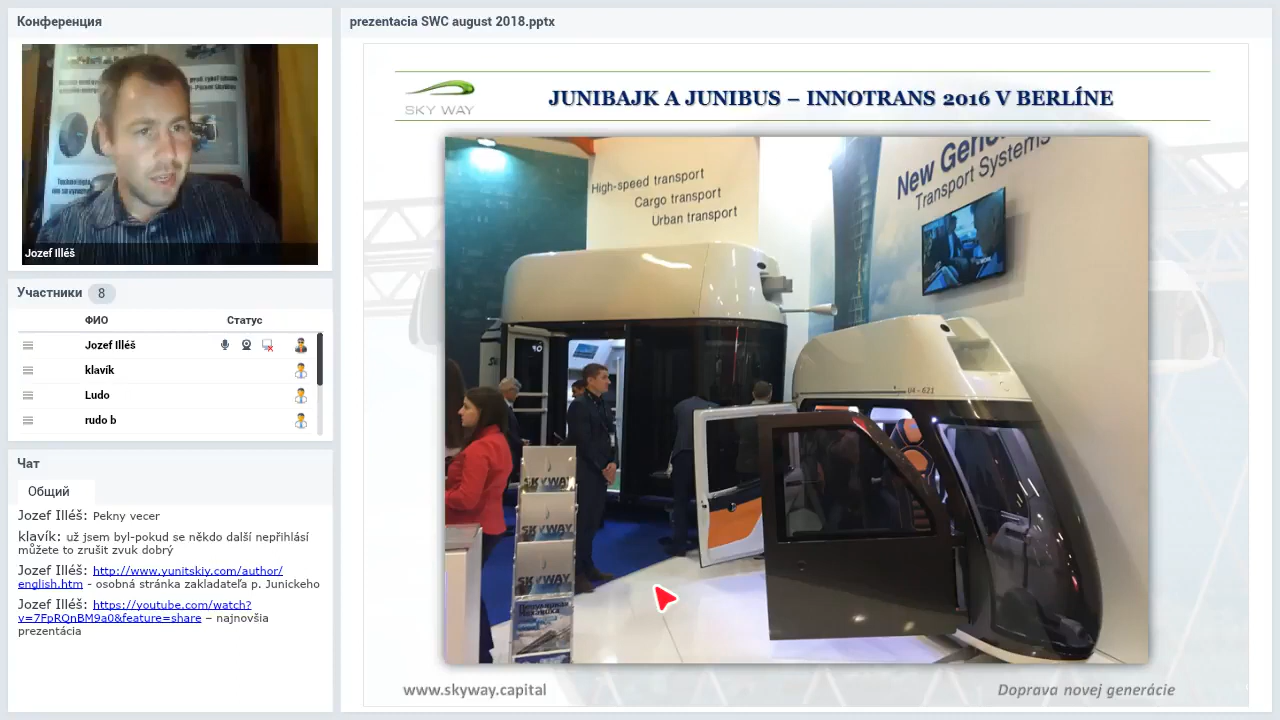 Конференция
Jozef Illéš
Участники 8
ФИО Статус
Jozef Illéš
klavík
Ludo
rudo b
Чат
Общий
Jozef Illéš: Pekny vecer
klavík: už jsem byl-pokud se někdo další nepřihlásí
můžete to zrušit zvuk dobrý
Jozef Illéš: http://www.yunitskiy.com/author/
english.htm - osobná stránka zakladateľa p. Junického
Jozef Illéš: https://youtube.com/watch?
v=7FpRQnBM9a0&feature=share – najnovšia
prezentácia
prezentacia SWC august 2018.pptx
SKY WAY
JUNIBAJK A JUNIBUS – INNOTRANS 2016 V BERLÍNE
High-speed transport
Cargo transport
Urban transport
New
Transport Systems
U4-621
SKYWAY
SKYWAY
SKYWAY
www.skyway.capital
Doprava novej generácie